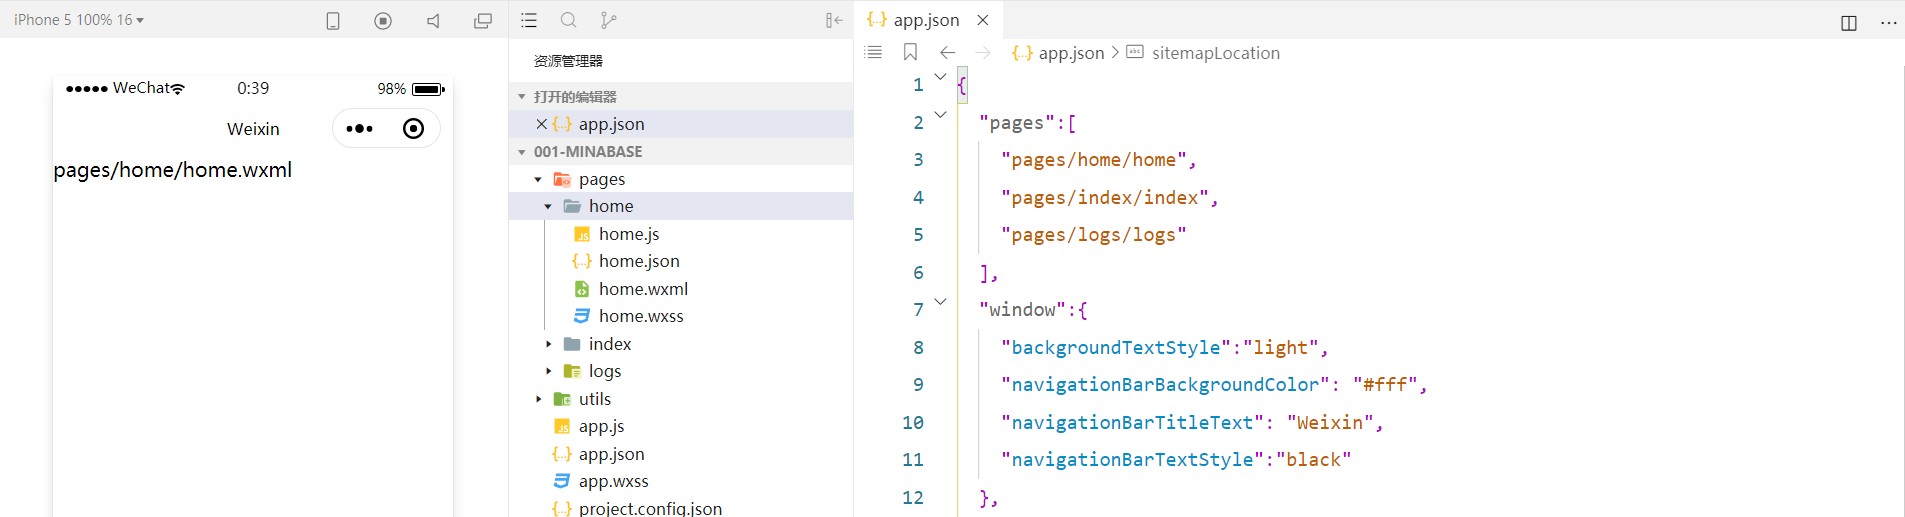 iPhone 5 100% 16
WeChat
0:39
98%
Weixin
pages/home/home.wxml
资源管理器
打开的编辑器
app.json
001-MINABASE
pages
home
home.js
home.json
home.wxml
home.wxss
index
logs
utils
app.js
app.json
app.wxss
project.config.json
app.json
app.json > sitemapLocation
1 {
2 "pages":[
3 "pages/home/home",
4 "pages/index/index",
5 "pages/logs/logs"
6 ],
7 "window":{
8 "backgroundTextStyle":"light",
9 "navigationBarBackgroundColor": "#fff",
10 "navigationBarTitleText": "Weixin",
11 "navigationBarTextStyle":"black"
12 },